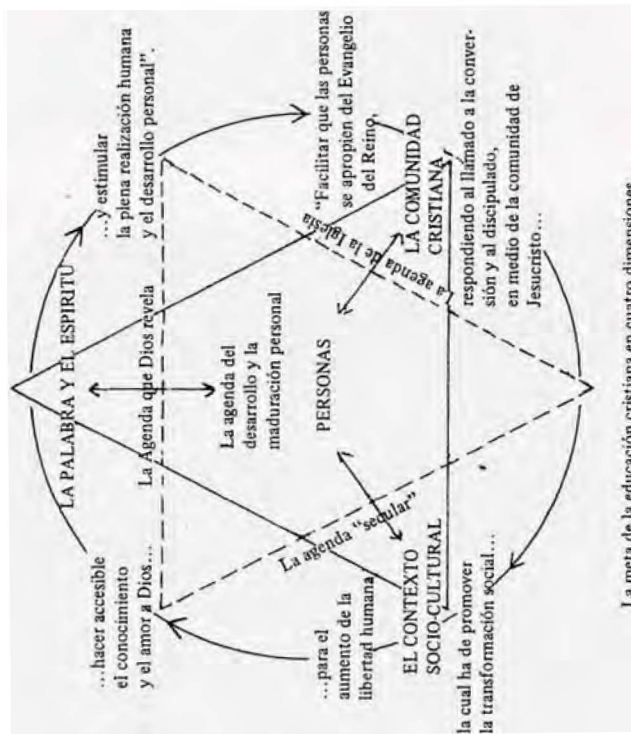 LA PALABRA Y EL ESPIRITU
...hacer accesible
el conocimiento
y el amor a Dios...
...y estimular
la plena realización humana
y el desarrollo personal".
La Agenda que Dios revela
La agenda del
desarrollo y la
maduración personal
PERSONAS
La agenda "secular"
a agenda de la Iglesia
...para el
aumento de la
libertad humana
EL CONTEXTO
SOCIO-CULTURAL
la cual ha de promover
la transformación social...
"Facilitar que las personas
se apropien del Evangelio
del Reino,
LA COMUNIDAD
CRISTIANA
respondiendo al llamado a la conver-
sión y al discipulado,
en medio de la comunidad de
Jesucristo...
La meta de la educación cristiana en cuatro dimensiones